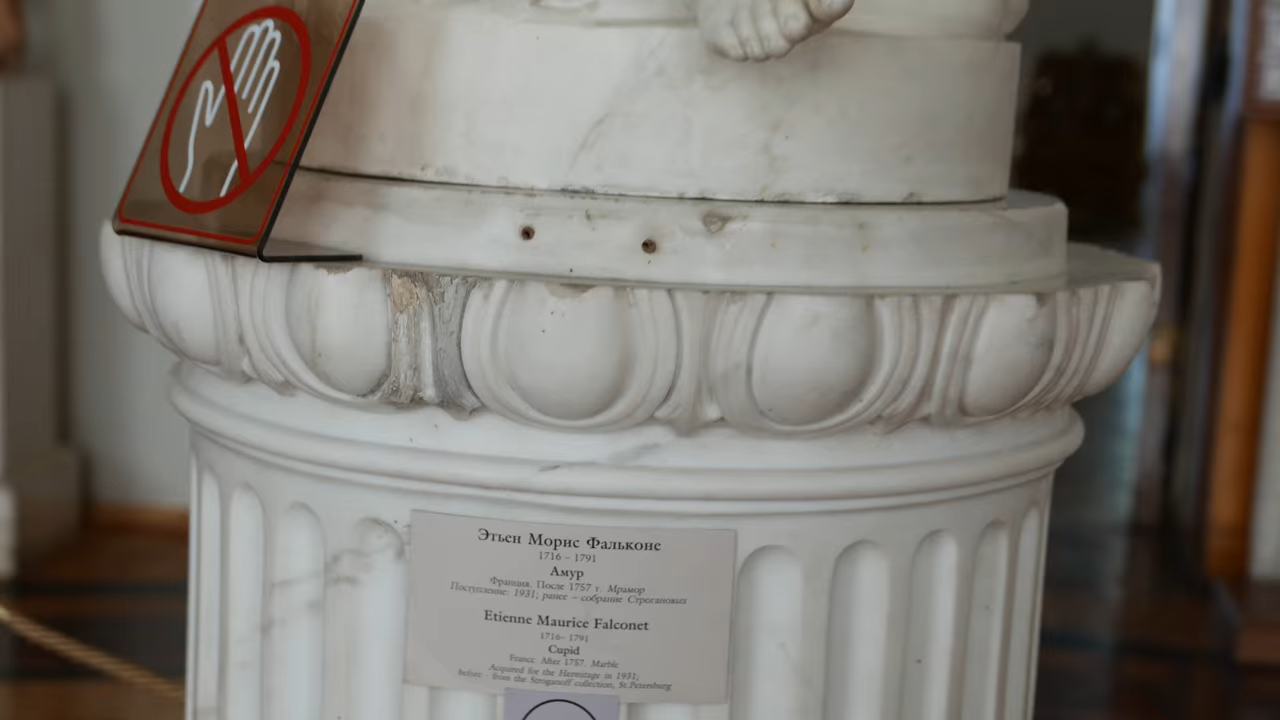 Этьен Морис Фальконе
1716 – 1791
Амур
Франция. После 1757 г. Мрамор
Поступление: 1931; ранее – собрание Строгановых
Etienne Maurice Falconet
1716– 1791
Cupid
France. After 1757. Marble
Acquired for the Hermitage in 1931;
before - from the Stroganoff collection, St.Petersburg